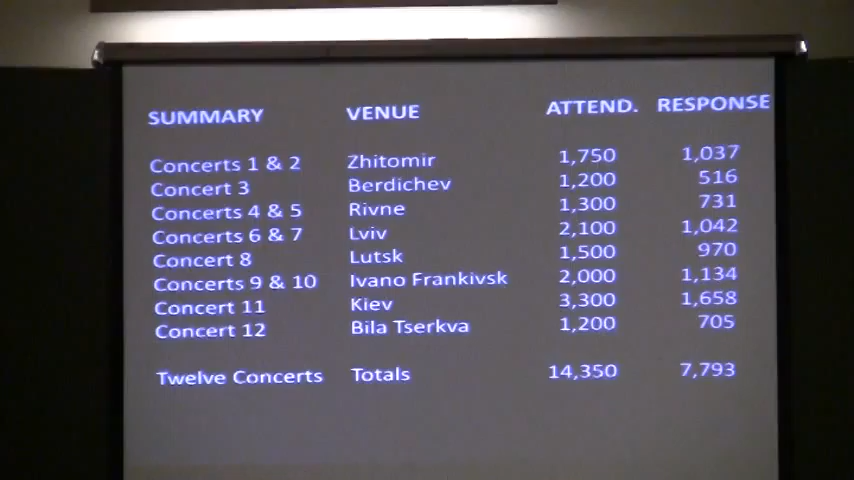 SUMMARY VENUE ATTEND. RESPONSE
Concerts 1 & 2 Zhitomir 1,750 1,037
Concert 3 Berdichev 1,200 516
Concerts 4 & 5 Rivne 1,300 731
Concerts 6 & 7 Lviv 2,100 1,042
Concert 8 Lutsk 1,500 970
Concerts 9 & 10 Ivano Frankivsk 2,000 1,134
Concert 11 Kiev 3,300 1,658
Concert 12 Bila Tserkva 1,200 705
Twelve Concerts Totals 14,350 7,793